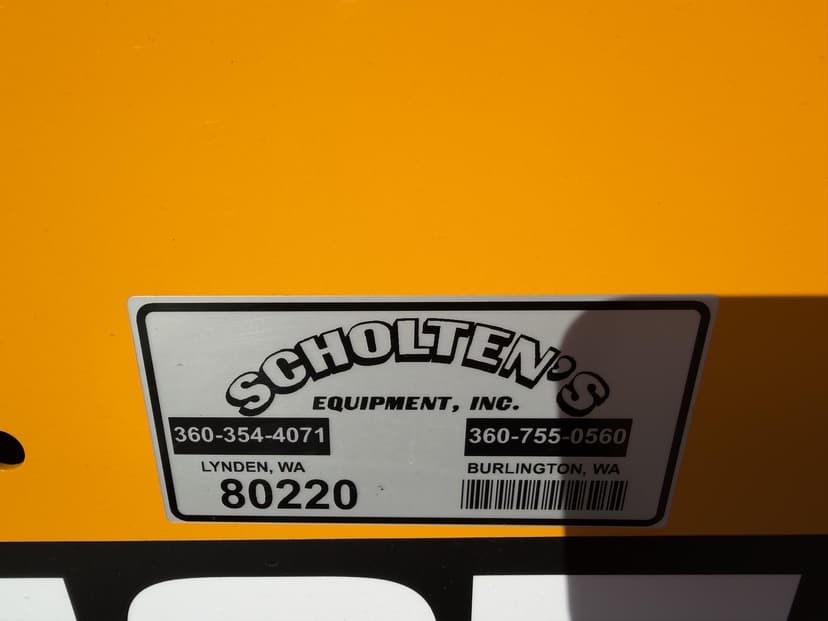 SCHOLTEN'S
EQUIPMENT, INC.
360-354-4071 360-755-0560
LYNDEN, WA BURLINGTON, WA
80220